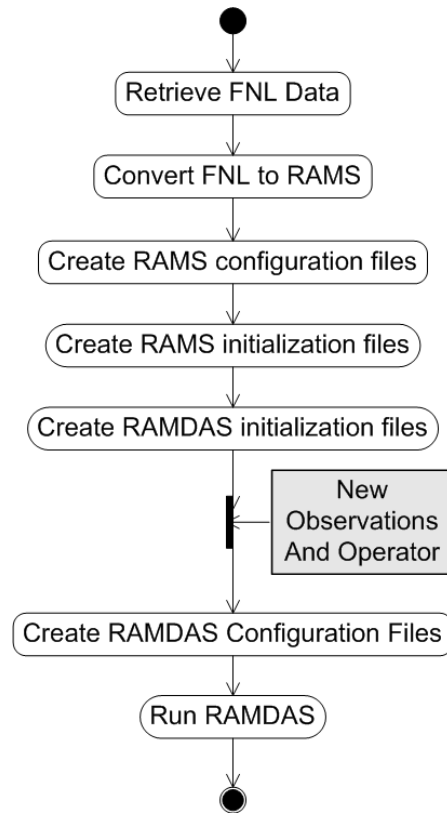 Retrieve FNL Data
Convert FNL to RAMS
Create RAMS configuration files
Create RAMS initialization files
Create RAMDAS initialization files
New
Observations
And Operator
Create RAMDAS Configuration Files
Run RAMDAS